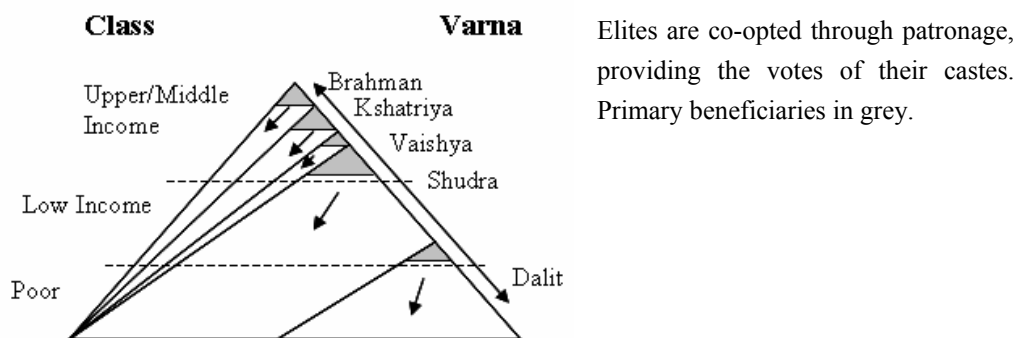 Class
Varna
Upper/Middle
Income
Low Income
Poor
Brahman
Kshatriya
Vaishya
Shudra
Dalit
Elites are co-opted through patronage,
providing the votes of their castes.
Primary beneficiaries in grey.